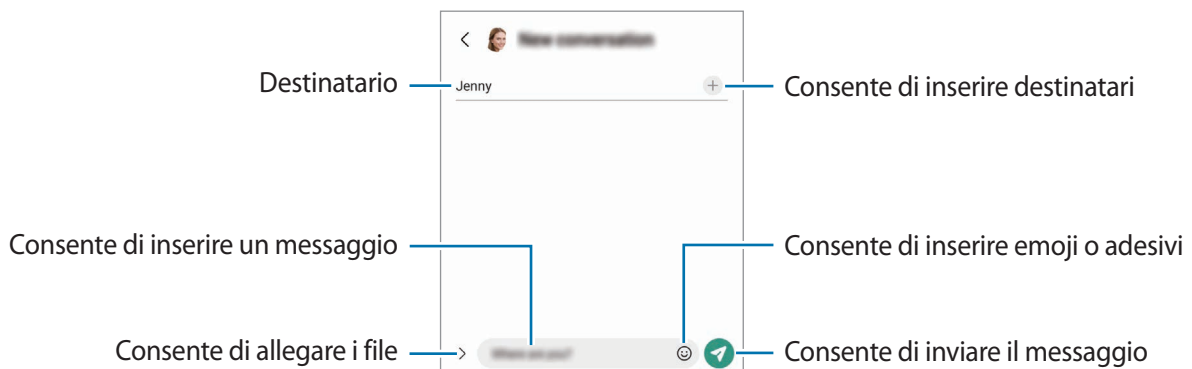 Destinatario
Jenny
Consente di inserire destinatari
Consente di inserire un messaggio
Consente di inserire emoji o adesivi
Consente di allegare i file
Consente di inviare il messaggio